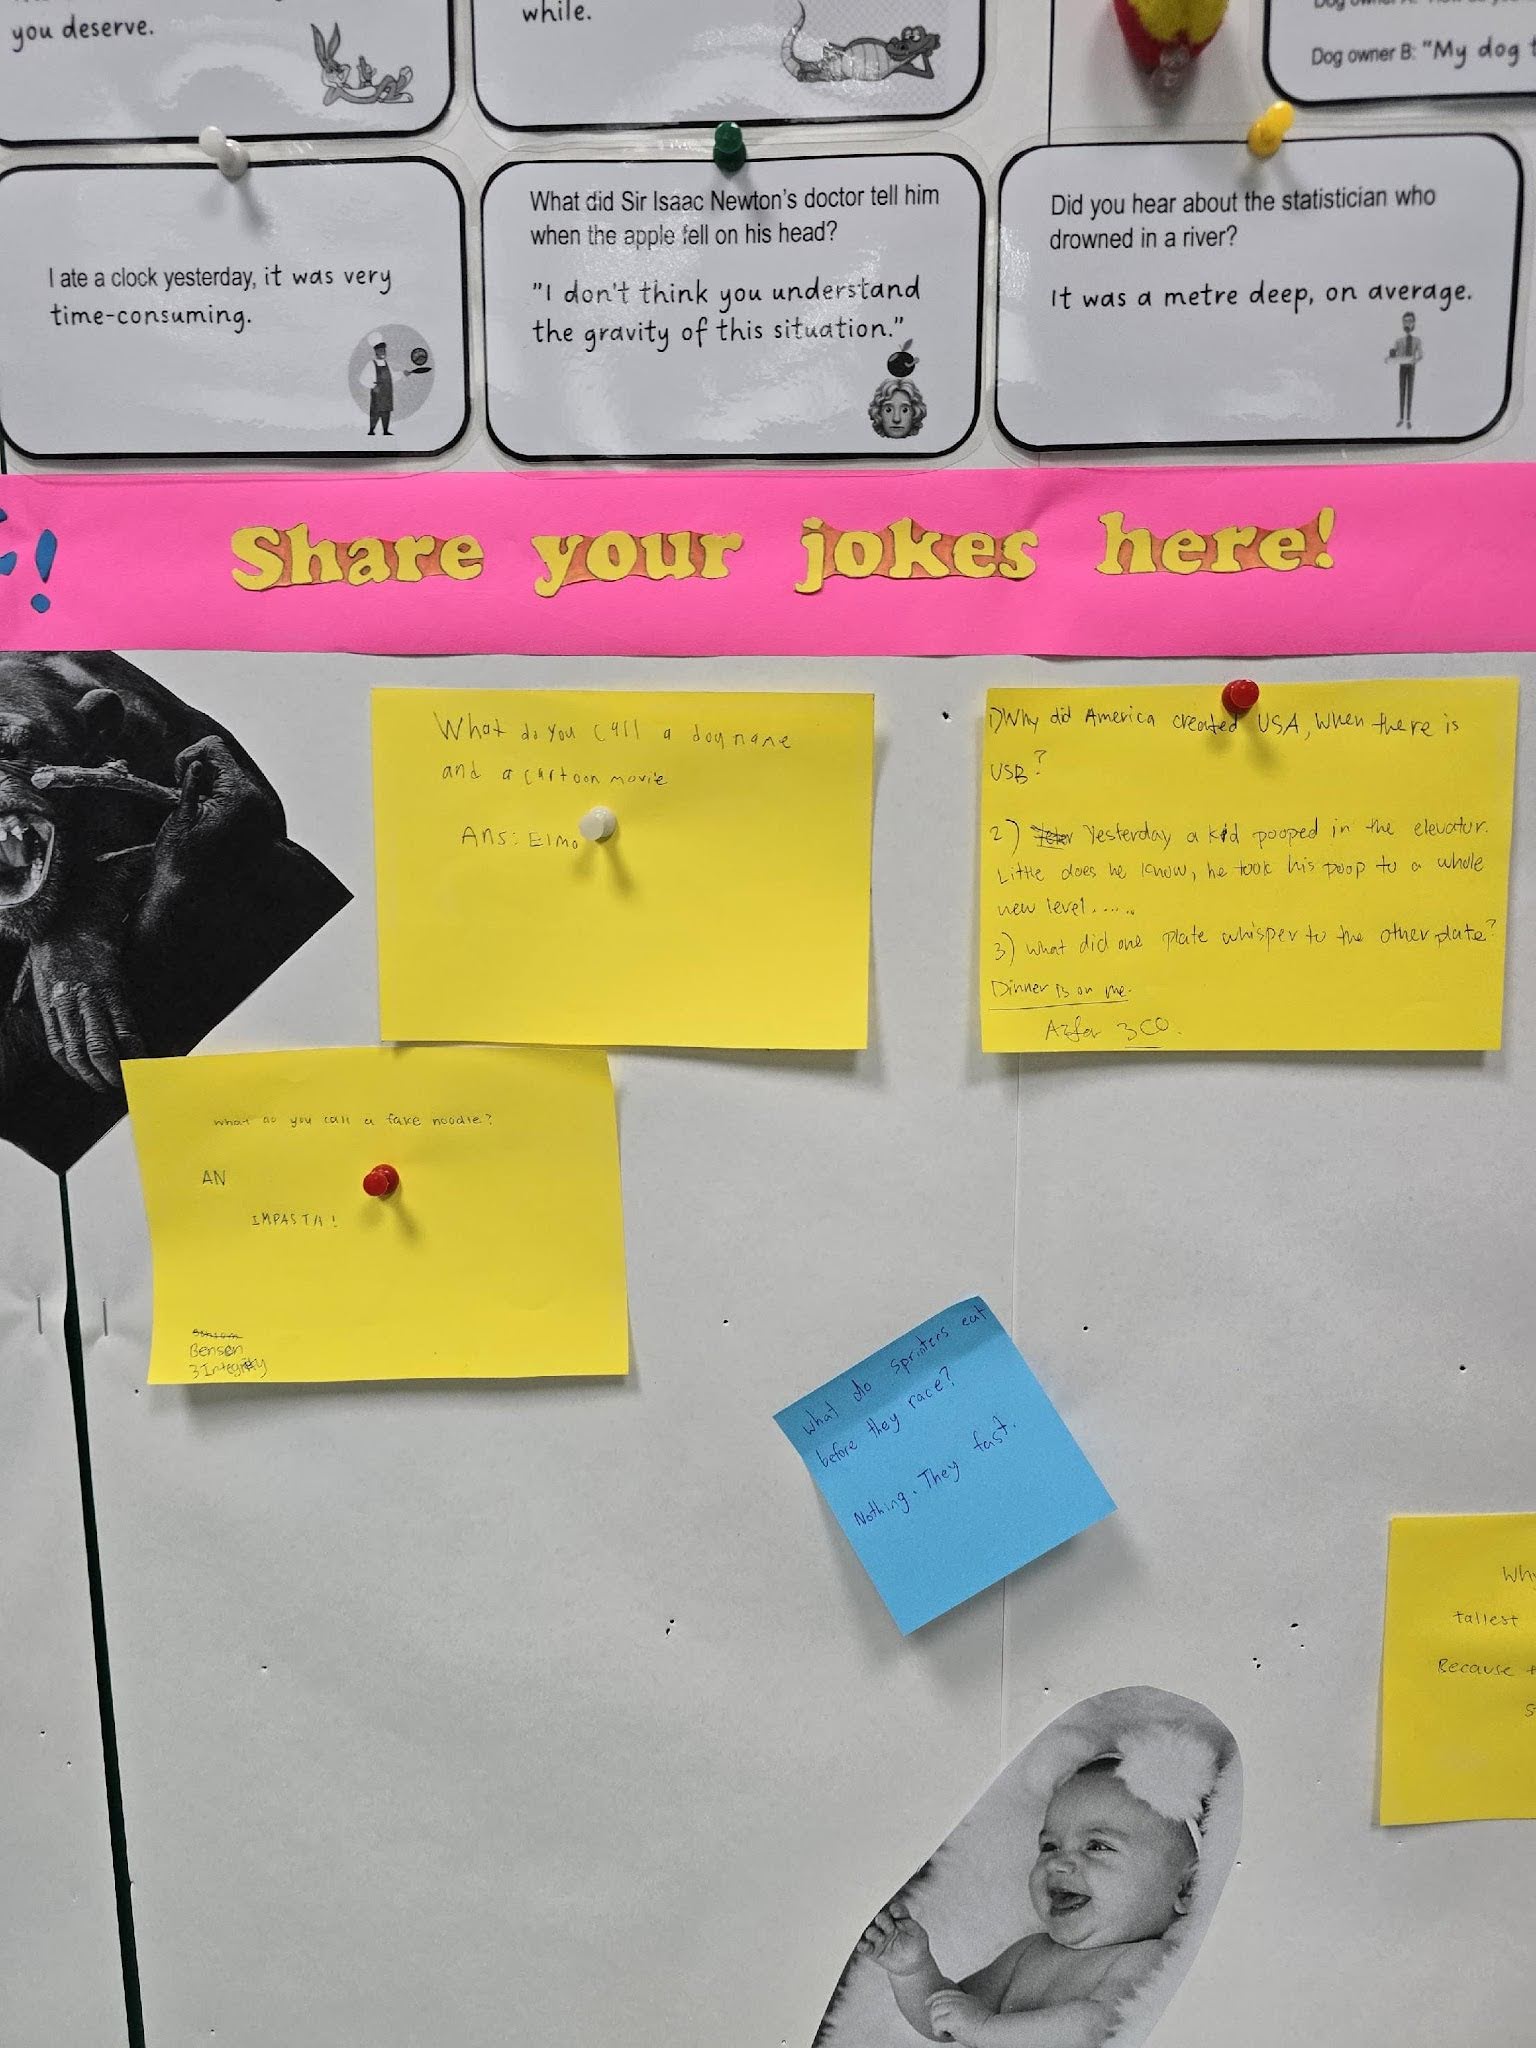 you deserve.
while.
Dog owner B: "My dog
I ate a clock yesterday, it was very
time-consuming.
What did Sir Isaac Newton's doctor tell him
when the apple fell on his head?
"I don't think you understand
the gravity of this situation."
Did you hear about the statistician who
drowned in a river?
It was a metre deep, on average.
Share your jokes here!
What do you call a dog name
and a cartoon movie
Ans: Elmo
1) Why did America created USA, When there is
USB?
2) Yesterday a kid pooped in the elevator.
Little does he know, he took his poop to a whole
new level......
3) What did one plate whisper to the other plate?
Dinner is on me.
3CO.
what do you call a fake noodle?
AN
IMPASTA!
Benson
3Integrity
what do sprinters eat
before they race?
Nothing. They fast.
tallest
Because